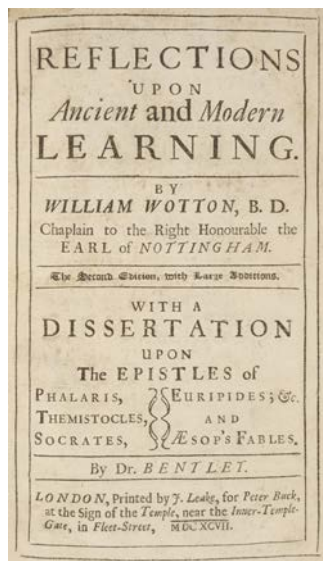 REFLECTIONS
UPON
Ancient and Modern
LEARNING.
BY
WILLIAM WOTTON, B. D.
Chaplain to the Right Honourable the
EARL of NOTTINGHAM.
The Second Edition, with Large Additions.
WITH A
DISSERTATION
UPON
The EPISTLES of
PHALARIS, EURIPIDES; &c.
THEMISTOCLES, AND
SOCRATES, ÆSOP'S FABLES.
By Dr. BENTLEY.
LONDON, Printed by J. Leake, for Peter Buck,
at the Sign of the Temple, near the Inner-Temple-
Gate, in Fleet-Street, MDCXCVII.